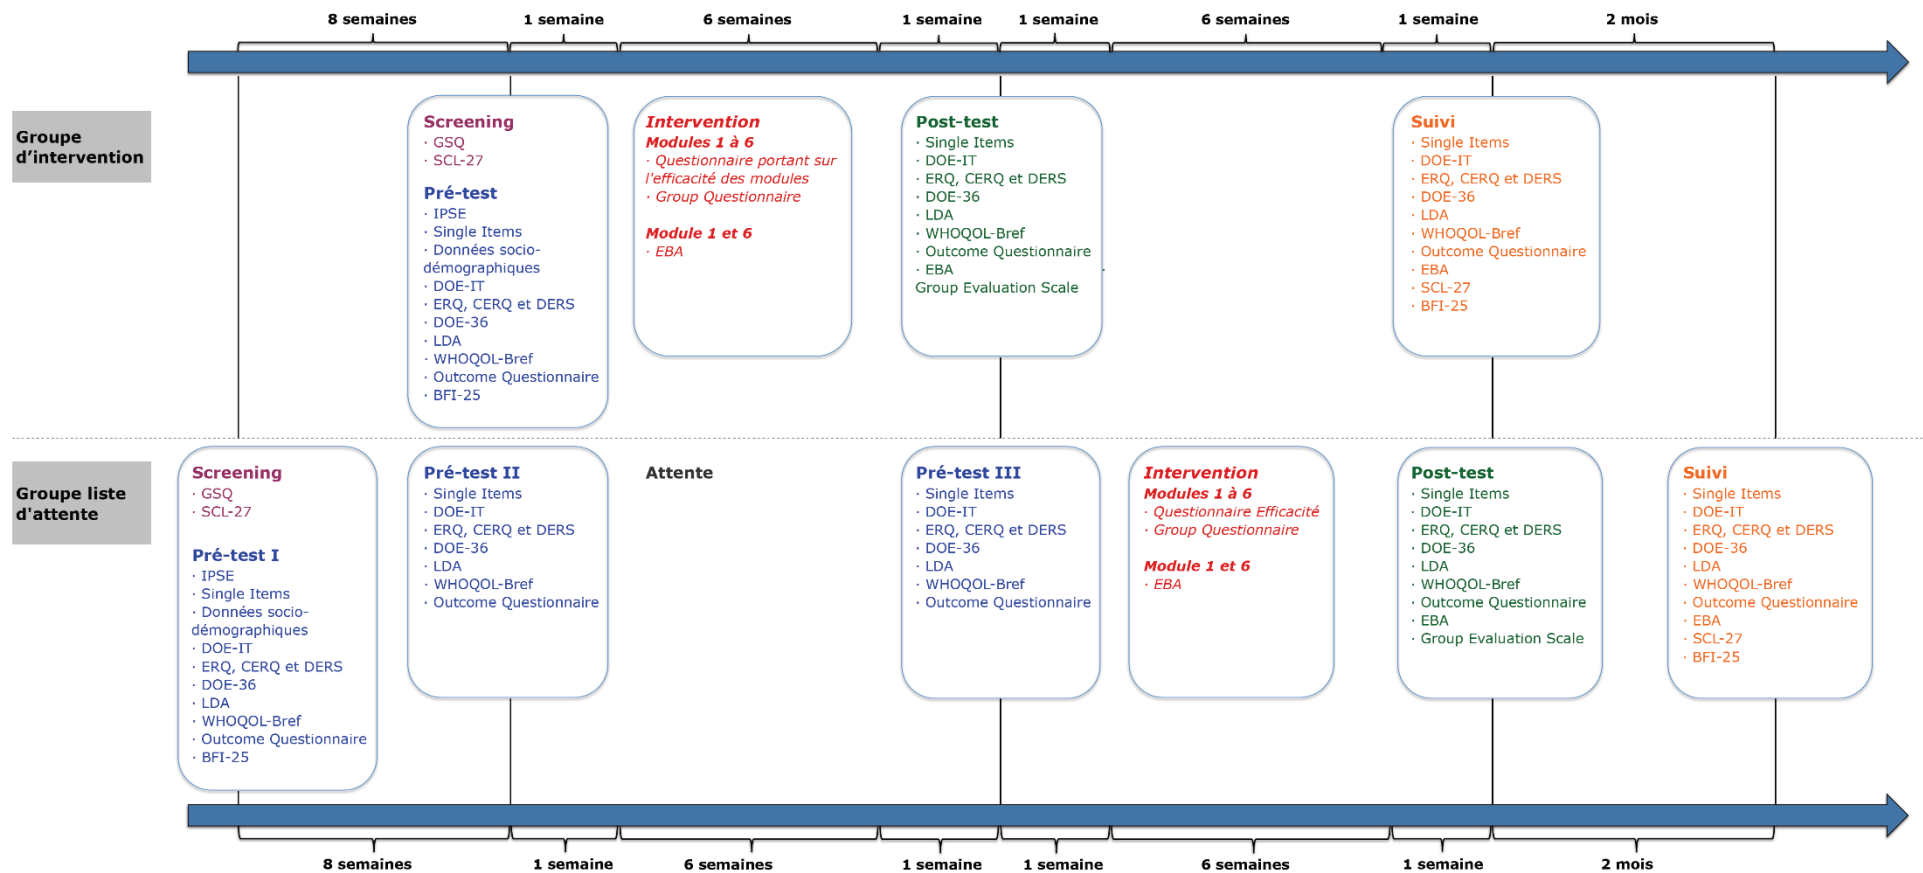 8 semaines
1 semaine
6 semaines
1 semaine
1 semaine
6 semaines
1 semaine
2 mois
Groupe
d’intervention
Screening
· GSQ
· SCL-27
Pré-test
· IPSE
· Single Items
· Données socio-
démographiques
· DOE-IT
· ERQ, CERQ et DERS
· DOE-36
· LDA
· WHOQOL-Bref
· Outcome Questionnaire
· BFI-25
Intervention
Modules 1 à 6
· Questionnaire portant sur
l'efficacité des modules
· Group Questionnaire
Module 1 et 6
· EBA
Post-test
· Single Items
· DOE-IT
· ERQ, CERQ et DERS
· DOE-36
· LDA
· WHOQOL-Bref
· Outcome Questionnaire
· EBA
Group Evaluation Scale
Suivi
· Single Items
· DOE-IT
· ERQ, CERQ et DERS
· DOE-36
· LDA
· WHOQOL-Bref
· Outcome Questionnaire
· EBA
· SCL-27
· BFI-25
Groupe liste
d'attente
Screening
· GSQ
· SCL-27
Pré-test I
· IPSE
· Single Items
· Données socio-
démographiques
· DOE-IT
· ERQ, CERQ et DERS
· DOE-36
· LDA
· WHOQOL-Bref
· Outcome Questionnaire
· BFI-25
Pré-test II
· Single Items
· DOE-IT
· ERQ, CERQ et DERS
· DOE-36
· LDA
· WHOQOL-Bref
· Outcome Questionnaire
Attente
Pré-test III
· Single Items
· DOE-IT
· ERQ, CERQ et DERS
· DOE-36
· LDA
· WHOQOL-Bref
· Outcome Questionnaire
Intervention
Modules 1 à 6
· Questionnaire Efficacité
· Group Questionnaire
Module 1 et 6
· EBA
Post-test
· Single Items
· DOE-IT
· ERQ, CERQ et DERS
· DOE-36
· LDA
· WHOQOL-Bref
· Outcome Questionnaire
· EBA
· Group Evaluation Scale
Suivi
· Single Items
· DOE-IT
· ERQ, CERQ et DERS
· DOE-36
· LDA
· WHOQOL-Bref
· Outcome Questionnaire
· EBA
· SCL-27
· BFI-25
8 semaines
1 semaine
6 semaines
1 semaine
1 semaine
6 semaines
1 semaine
2 mois